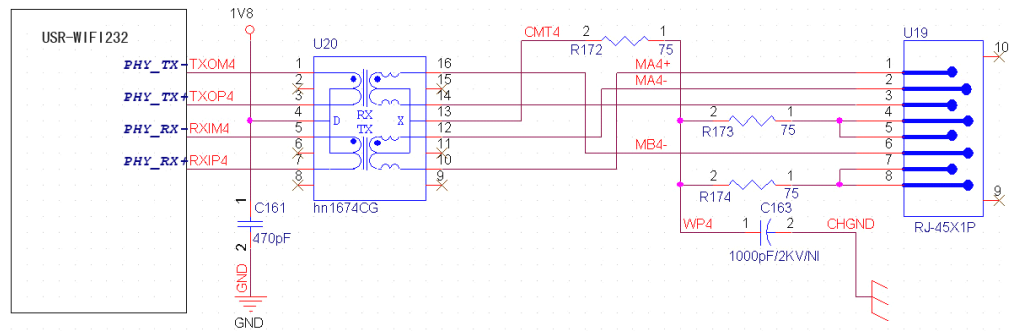 USR-WIFI232
PHY_TX-
TXOM4
PHY_TX+
TXOP4
PHY_RX-
RXIM4
PHY_RX+
RXIP4
1V8
U20
1
2
3
4
5
6
7
8
D
RX
TX
X
16
15
14
13
12
11
10
9
hn1674CG
1
C161
470pF
2
GND
GND
CMT4
2
R172
1
75
MA4+
MA4-
2
R173
1
75
MB4-
2
R174
1
75
WP4
1
C163
2
1000pF/2KV/NI
CHGND
U19
1
2
3
4
5
6
7
8
10
9
RJ-45X1P